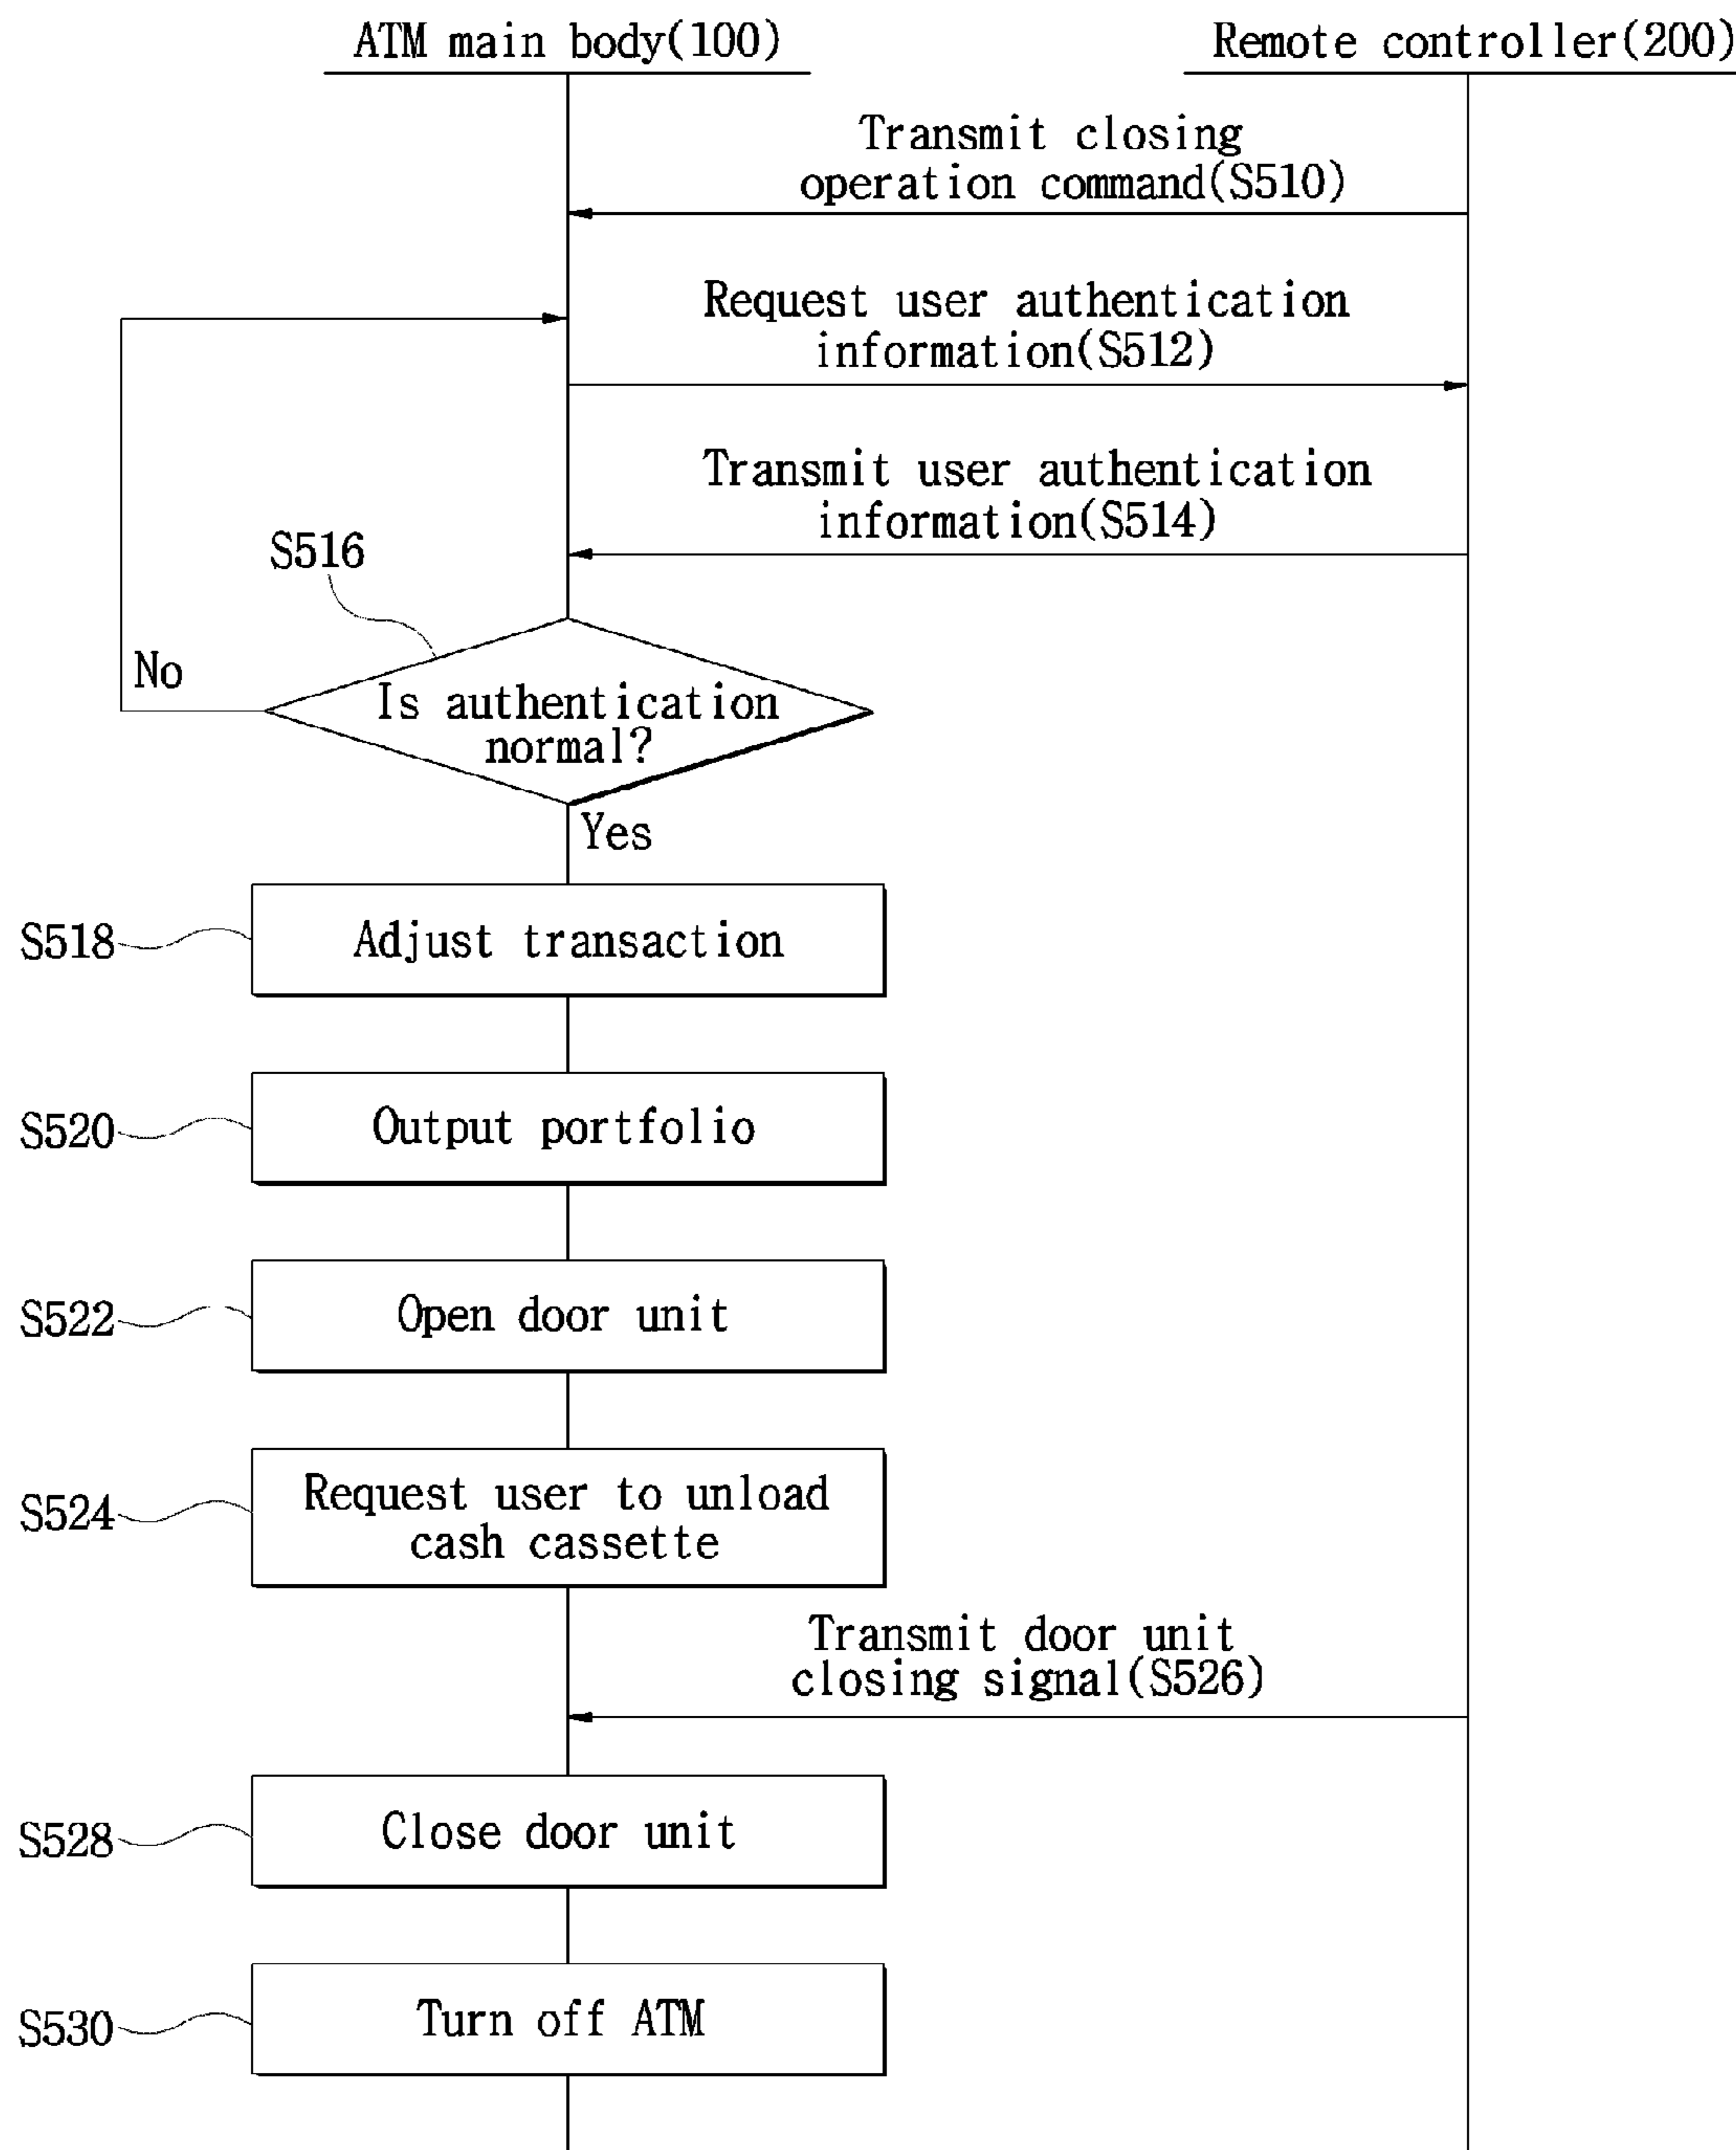 ATM main body(100)
Remote controller(200)
Transmit closing
operation command(S510)
Request user authentication
information(S512)
Transmit user authentication
information(S514)
S516
No
Is authentication
normal?
Yes
S518
Adjust transaction
S520
Output portfolio
S522
Open door unit
S524
Request user to unload
cash cassette
Transmit door unit
closing signal(S526)
S528
Close door unit
S530
Turn off ATM